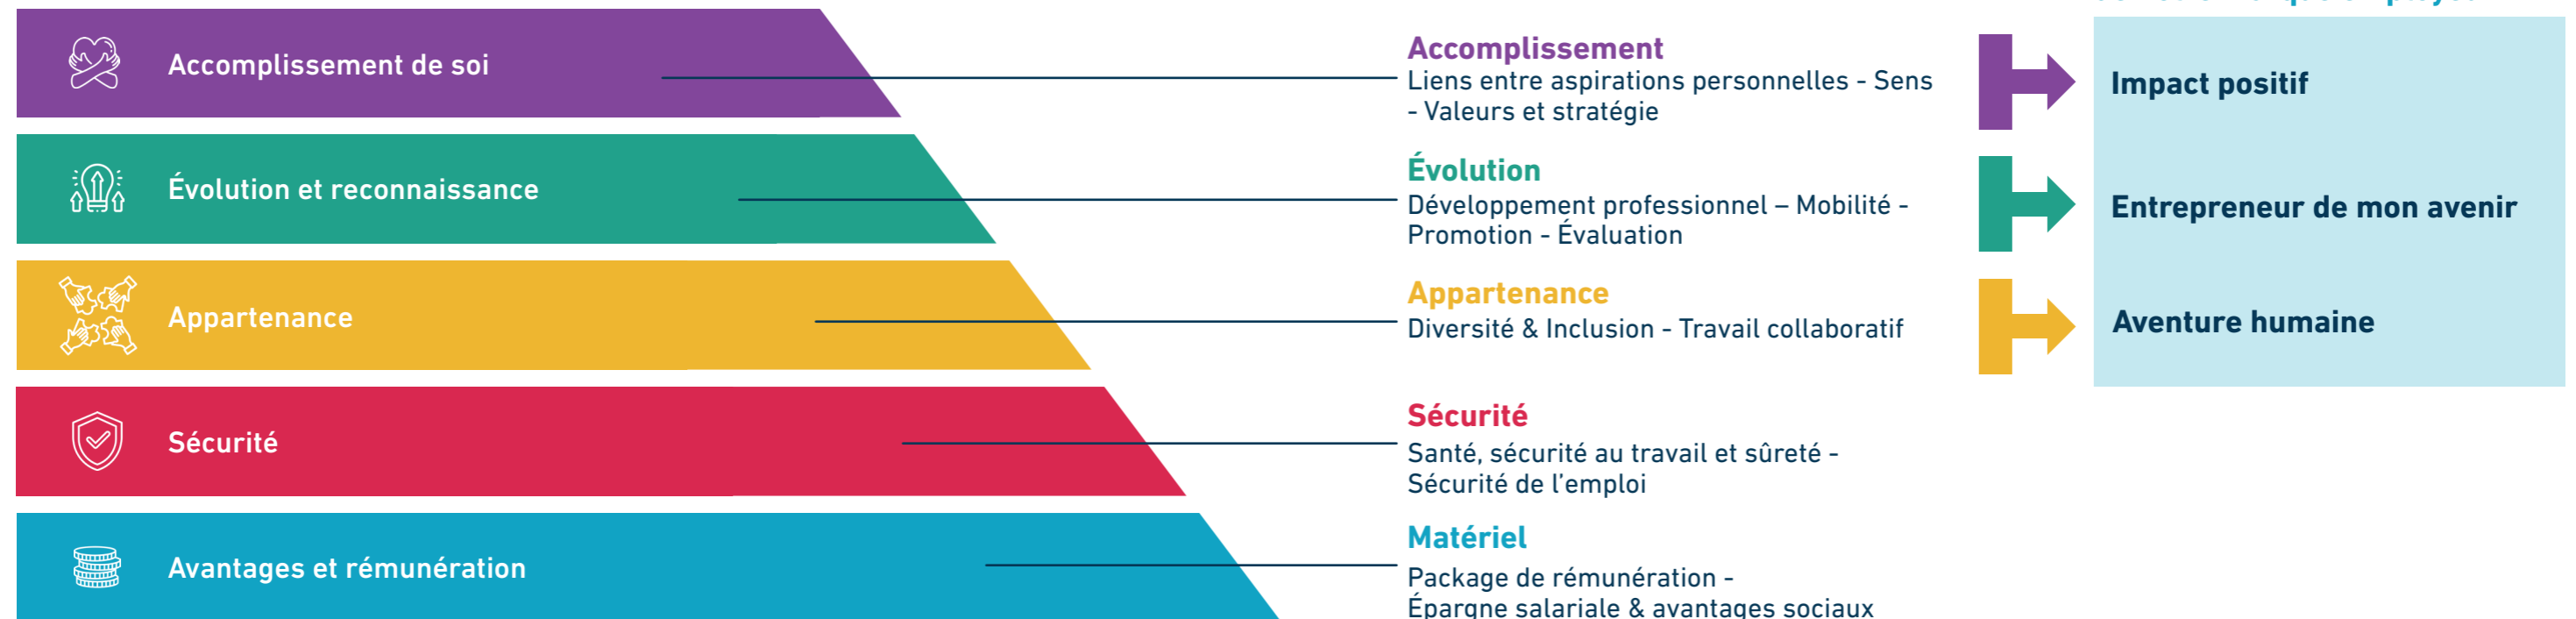 Accomplissement de soi
Accomplissement
Liens entre aspirations personnelles - Sens
- Valeurs et stratégie
Impact positif
Évolution et reconnaissance
Évolution
Développement professionnel – Mobilité -
Promotion - Évaluation
Entrepreneur de mon avenir
Appartenance
Appartenance
Diversité & Inclusion - Travail collaboratif
Aventure humaine
Sécurité
Sécurité
Santé, sécurité au travail et sûreté -
Sécurité de l’emploi
Avantages et rémunération
Matériel
Package de rémunération -
Épargne salariale & avantages sociaux